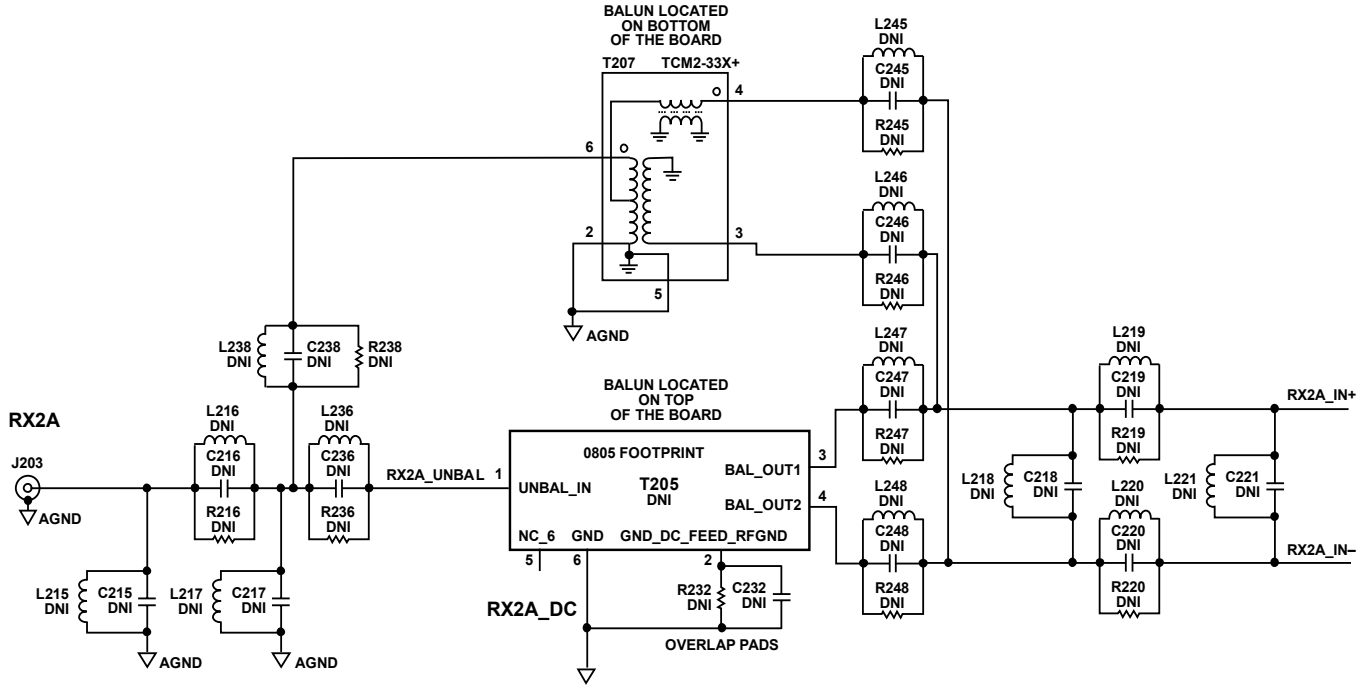 BALUN LOCATED
ON BOTTOM
OF THE BOARD
T207 TCM2-33X+
4
6
2
3
5
AGND
L245
DNI
C245
DNI
R245
DNI
L246
DNI
C246
DNI
R246
DNI
L238
DNI
C238
DNI
R238
DNI
RX2A
J203
AGND
L216
DNI
C216
DNI
R216
DNI
L236
DNI
C236
DNI
R236
DNI
L215
DNI
C215
DNI
AGND
L217
DNI
C217
DNI
AGND
RX2A_UNBAL
1
BALUN LOCATED
ON TOP
OF THE BOARD
0805 FOOTPRINT
T205
DNI
UNBAL_IN
BAL_OUT1
BAL_OUT2
NC_6 GND GND_DC_FEED_RFGND
3
4
5
6
2
RX2A_DC
R232
DNI
C232
DNI
OVERLAP PADS
L247
DNI
C247
DNI
R247
DNI
L248
DNI
C248
DNI
R248
DNI
L218
DNI
C218
DNI
L219
DNI
C219
DNI
R219
DNI
L220
DNI
C220
DNI
R220
DNI
L221
DNI
C221
DNI
RX2A_IN+
RX2A_IN–